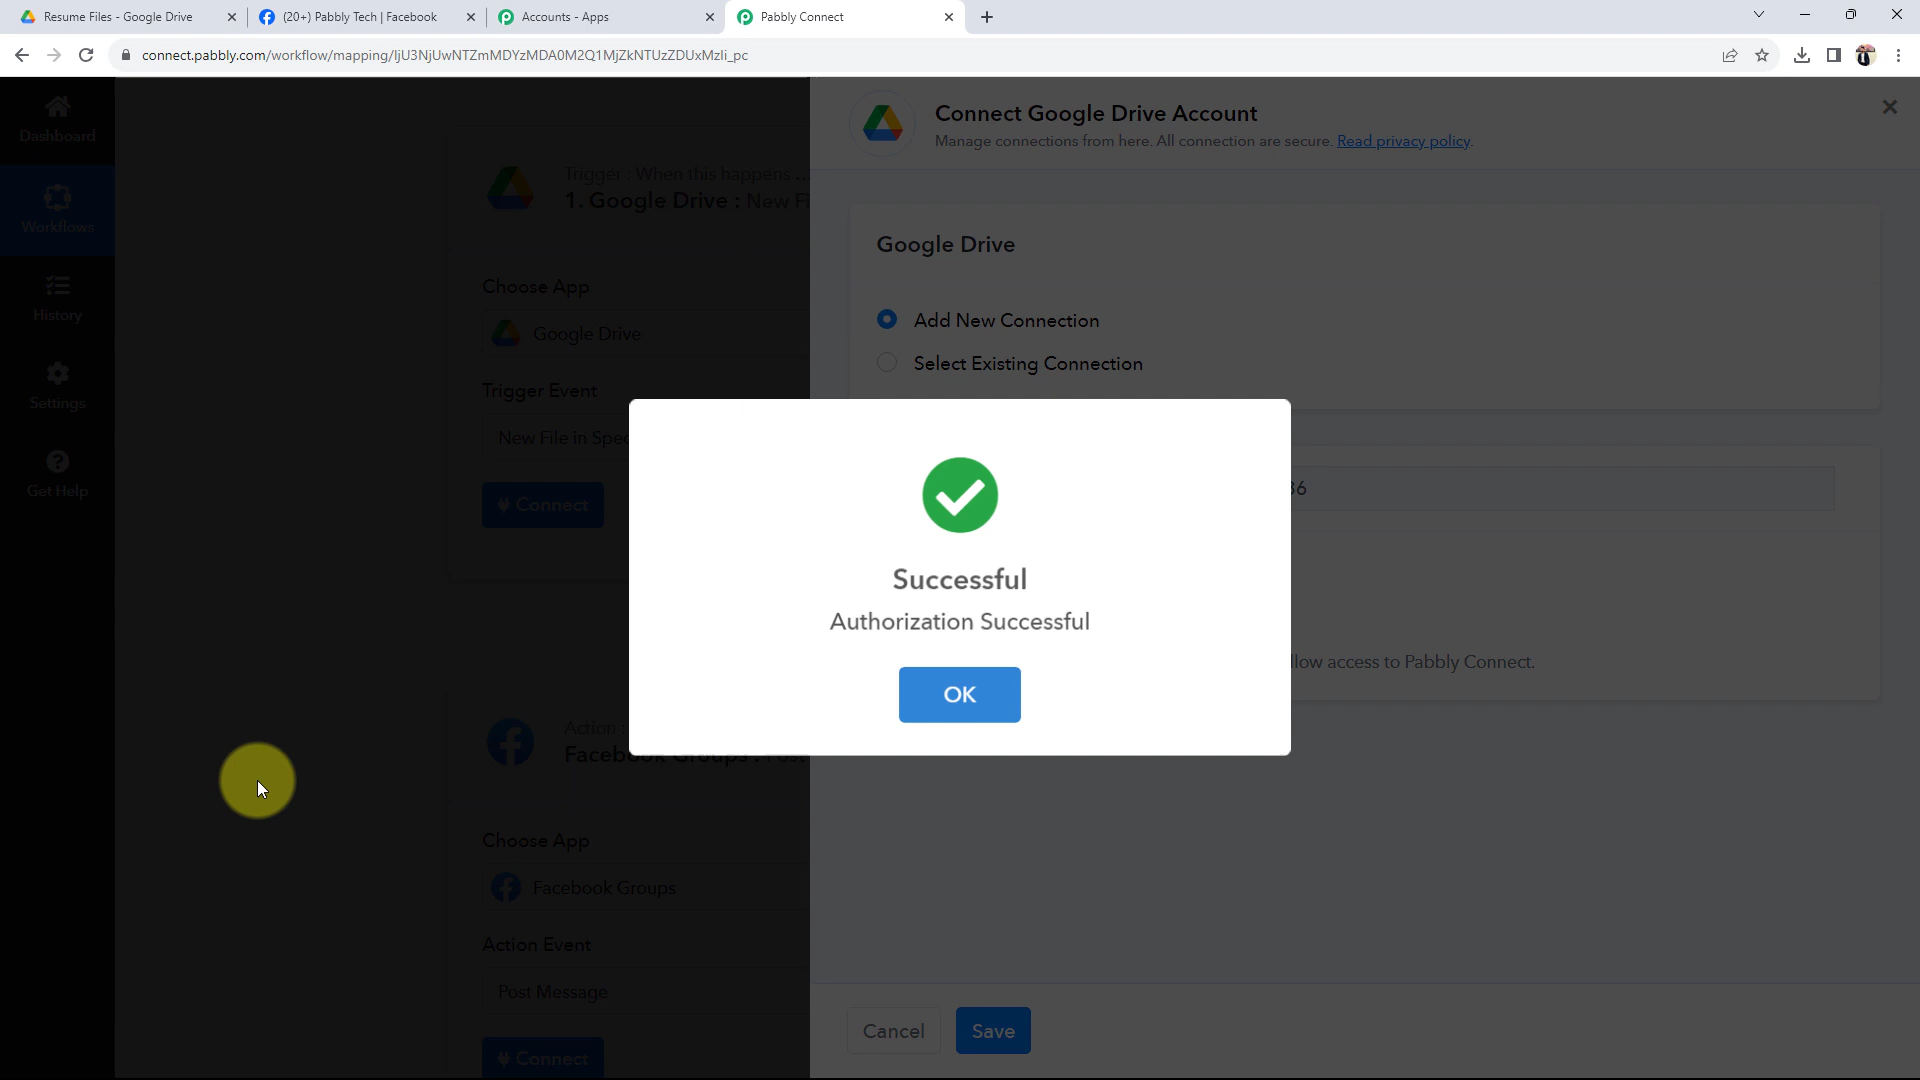 Resume Files - Google Drive
(20+) Pabbly Tech | Facebook
Accounts - Apps
Pabbly Connect
connect.pabbly.com/workflow/mapping/IjU3NjUwNTZmMDYzMDA0M2Q1MjZkNTUzZDUxMzIi_pc
Dashboard
Workflows
History
Settings
Get Help
Trigger : When this happens ...
1. Google Drive : New Fi
Choose App
Google Drive
Trigger Event
New File in Spec
Connect
Action :
Facebook Groups : Post
Choose App
Facebook Groups
Action Event
Post Message
Connect
Connect Google Drive Account
Manage connections from here. All connection are secure. Read privacy policy.
Google Drive
Add New Connection
Select Existing Connection
36
llow access to Pabbly Connect.
Successful
Authorization Successful
OK
Cancel
Save